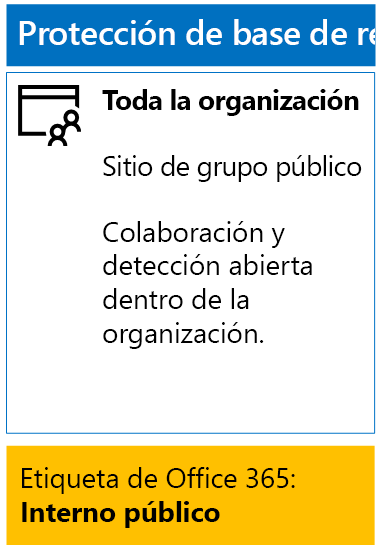 Protección de base de re
Toda la organización
Sitio de grupo público
Colaboración y
detección abierta
dentro de la
organización.
Etiqueta de Office 365:
Interno público